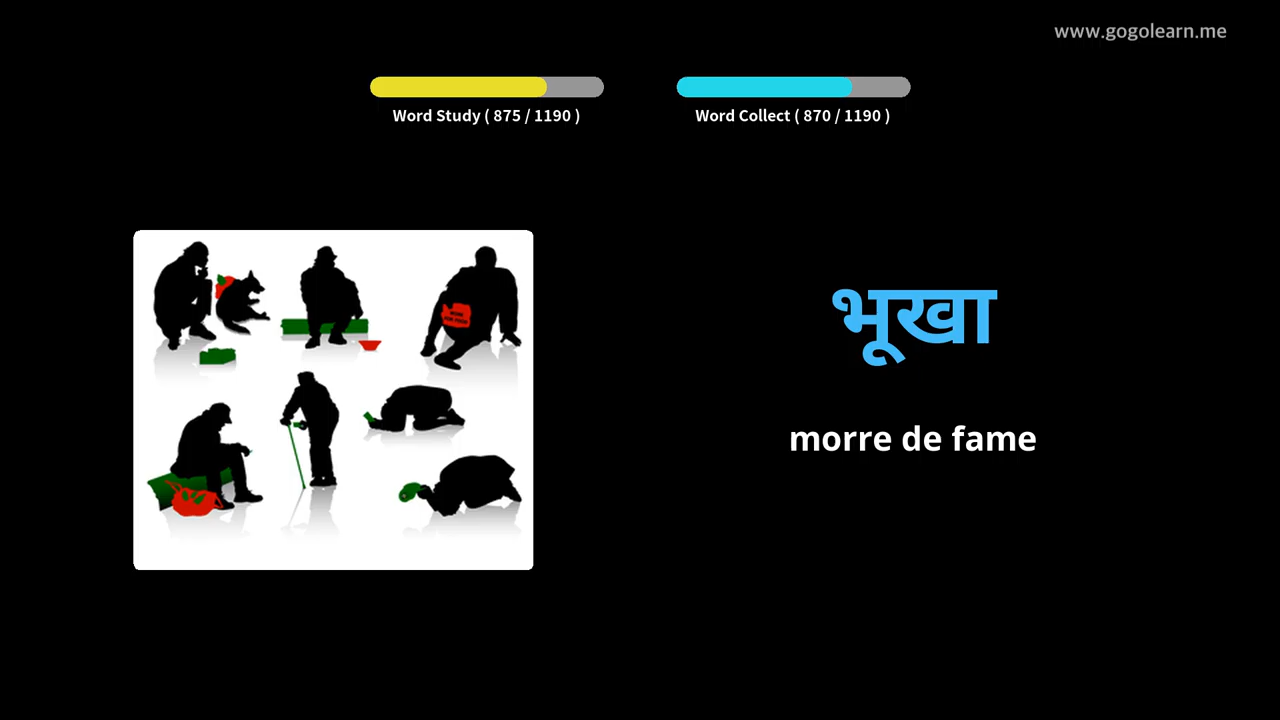 www.gogolearn.me
Word Study ( 875 / 1190 )
Word Collect ( 870 / 1190 )
भूखा
morre de fame